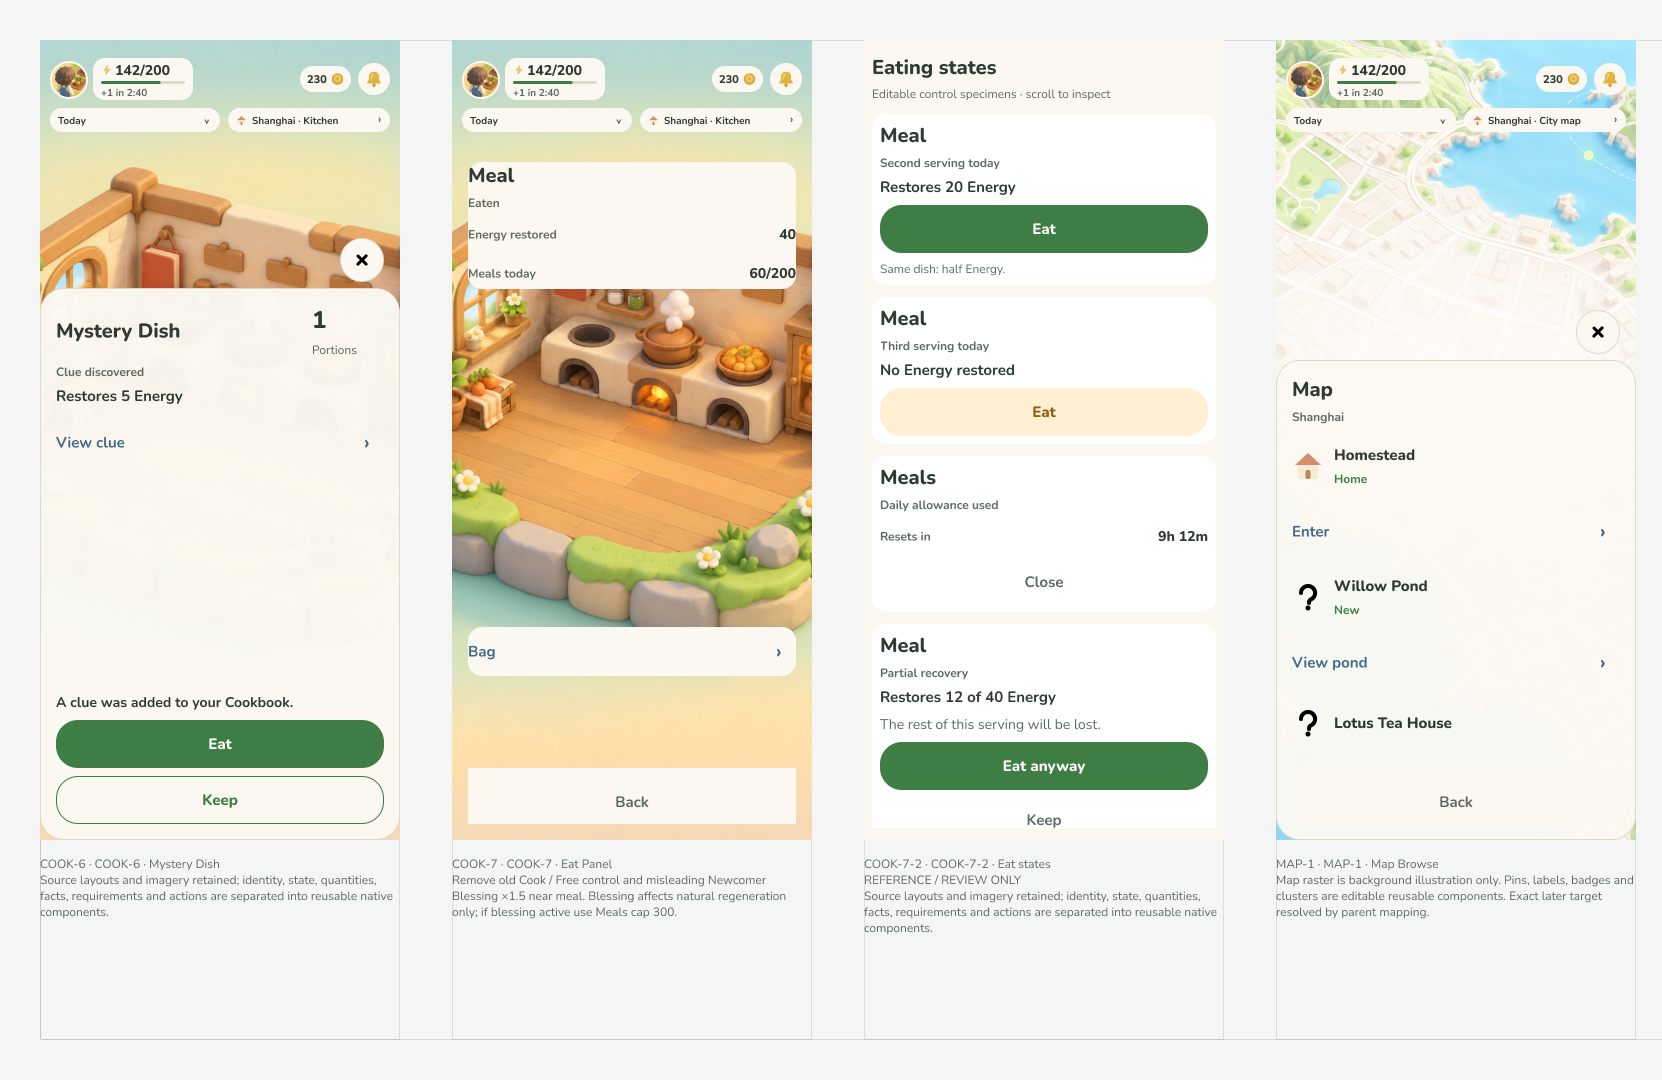 142/200
+1 in 2:40
230
Today
Shanghai · Kitchen
Mystery Dish
1
Portions
Clue discovered
Restores 5 Energy
View clue
A clue was added to your Cookbook.
Eat
Keep
COOK-6 · COOK-6 · Mystery Dish
Source layouts and imagery retained; identity, state, quantities,
facts, requirements and actions are separated into reusable native
components.
142/200
+1 in 2:40
230
Today
Shanghai · Kitchen
Meal
Eaten
Energy restored 40
Meals today 60/200
Bag
Back
COOK-7 · COOK-7 · Eat Panel
Remove old Cook / Free control and misleading Newcomer
Blessing ×1.5 near meal. Blessing affects natural regeneration
only; if blessing active use Meals cap 300.
Eating states
Editable control specimens · scroll to inspect
Meal
Second serving today
Restores 20 Energy
Eat
Same dish: half Energy.
Meal
Third serving today
No Energy restored
Eat
Meals
Daily allowance used
Resets in 9h 12m
Close
Meal
Partial recovery
Restores 12 of 40 Energy
The rest of this serving will be lost.
Eat anyway
Keep
COOK-7-2 · COOK-7-2 · Eat states
REFERENCE / REVIEW ONLY
Source layouts and imagery retained; identity, state, quantities,
facts, requirements and actions are separated into reusable native
components.
142/200
+1 in 2:40
230
Today
Shanghai · City map
Map
Shanghai
Homestead
Home
Enter
?
Willow Pond
New
View pond
?
Lotus Tea House
Back
MAP-1 · MAP-1 · Map Browse
Map raster is background illustration only. Pins, labels, badges and
clusters are editable reusable components. Exact later target
resolved by parent mapping.